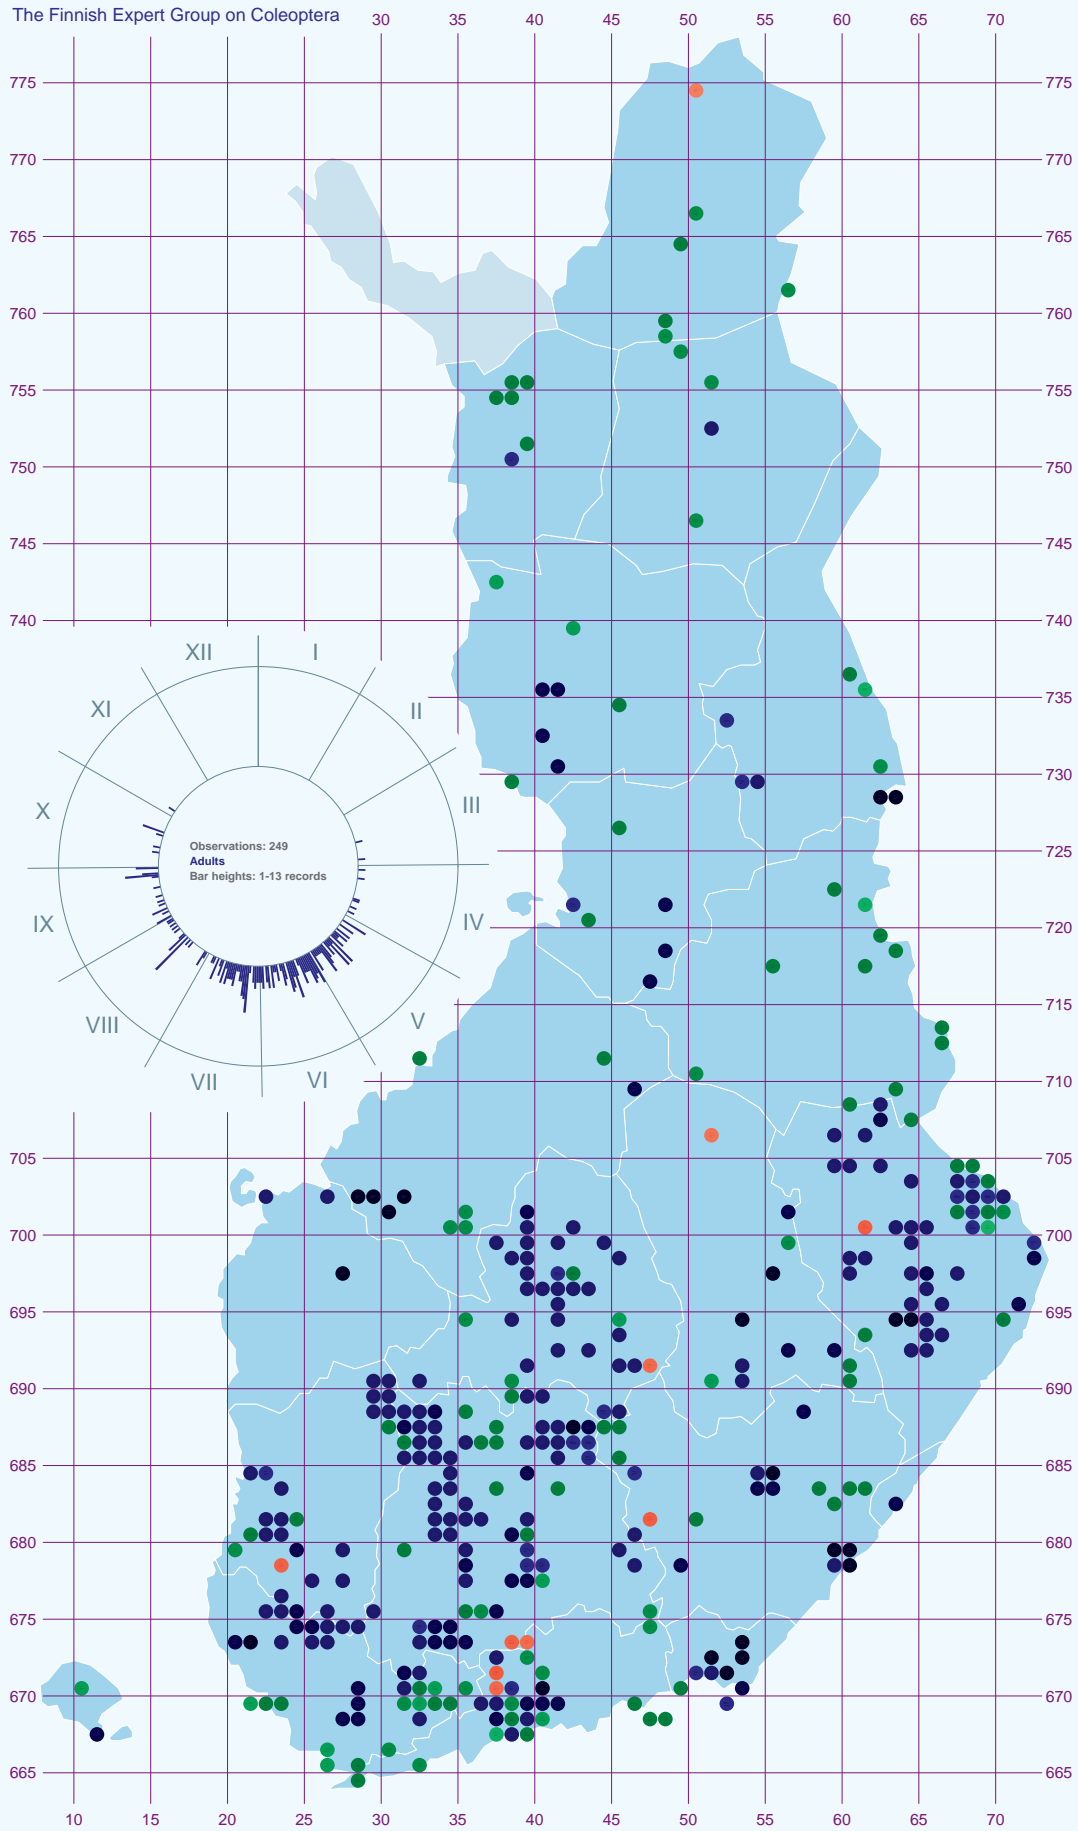 The Finnish Expert Group on Coleoptera
30 40 45 50 55 60 65 70
775 775
770 770
765 765
760 760
755 755
750 750
745 745
740 740
XII I
735
XI II
730
X III
Observations: 249
Adults
Bar heights: 1-13 records
725
IX IV
720
715
VIII V
VII VI
710
705 705
700 700
695 695
690 690
685 685
680 680
675 675
670 670
665 665
10 15 20 25 30 35 40 45 50 55 60 65 70